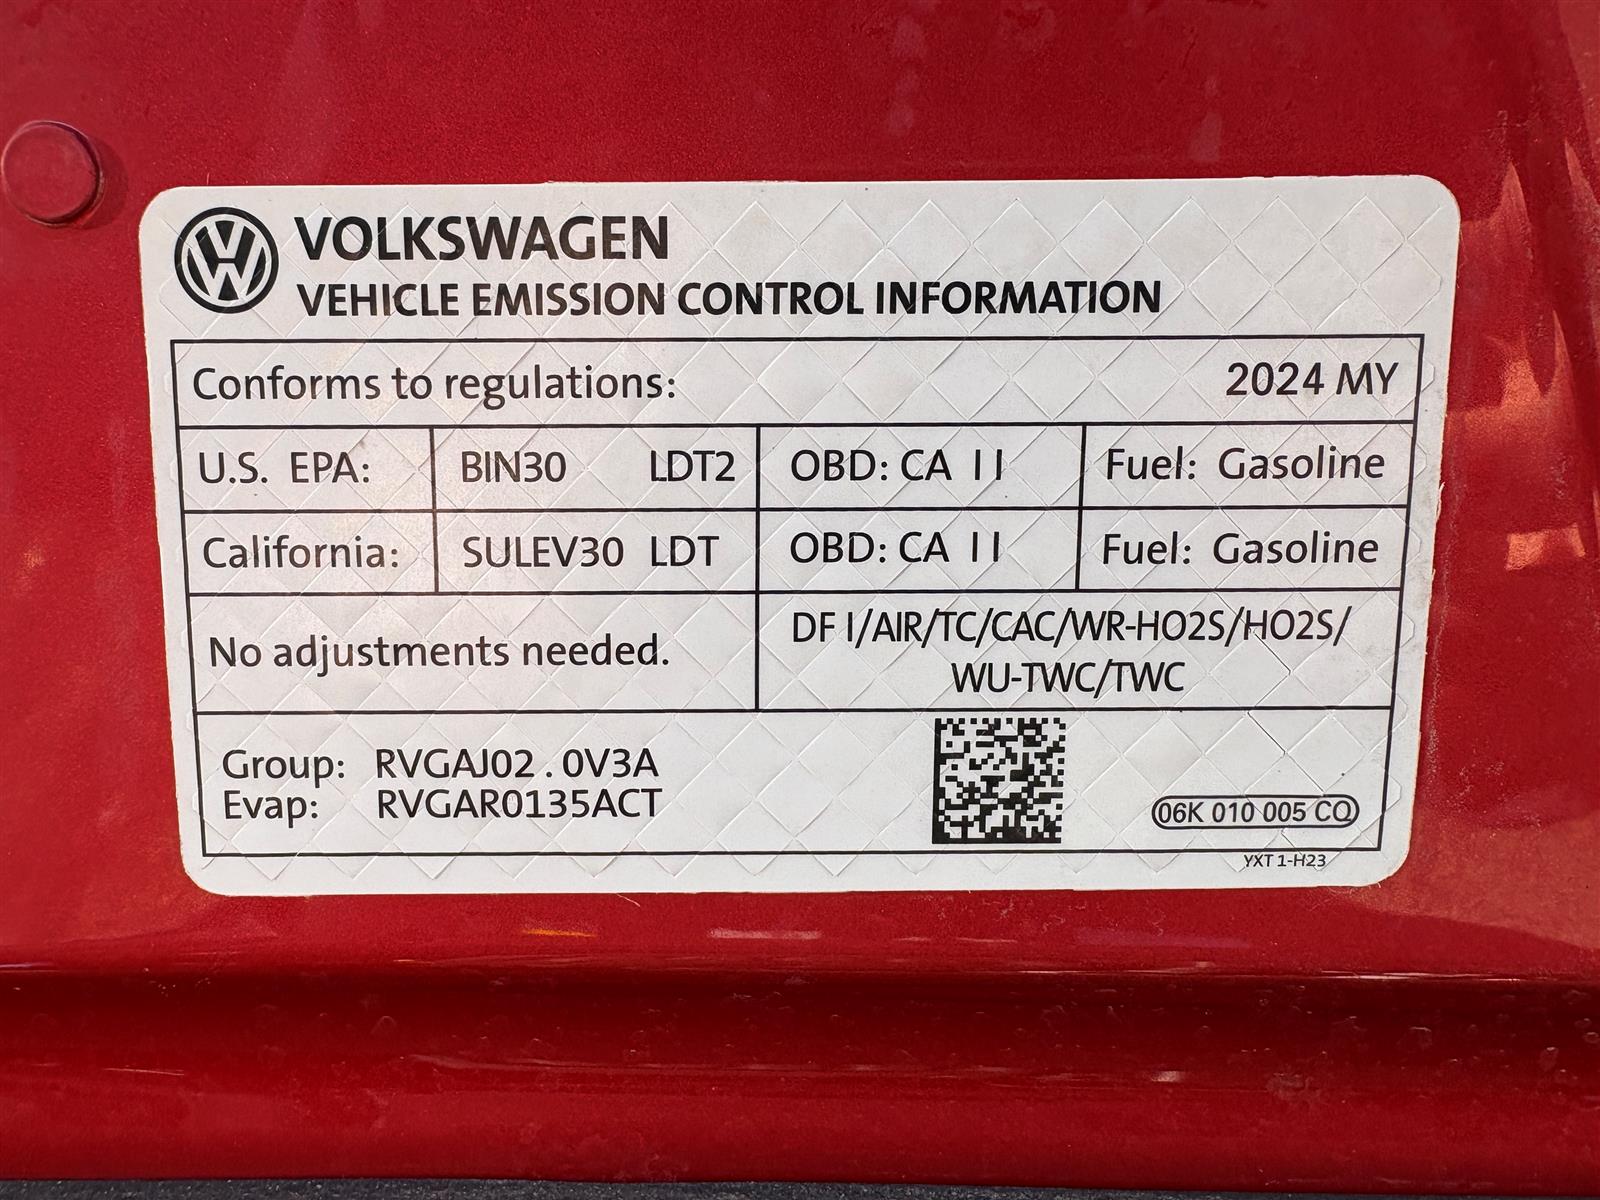 VOLKSWAGEN
VEHICLE EMISSION CONTROL INFORMATION
Conforms to regulations: 2024 MY
U.S. EPA: BIN30 LDT2 OBD: CA II Fuel: Gasoline
California: SULEV30 LDT OBD: CA II Fuel: Gasoline
No adjustments needed.
DFI/AIR/TC/CAC/WR-HO2S/HO2S/
WU-TWC/TWC
Group: RVGAJ02.0V3A
Evap: RVGAR0135ACT
06K 010 005 CQ
YXT 1-H23